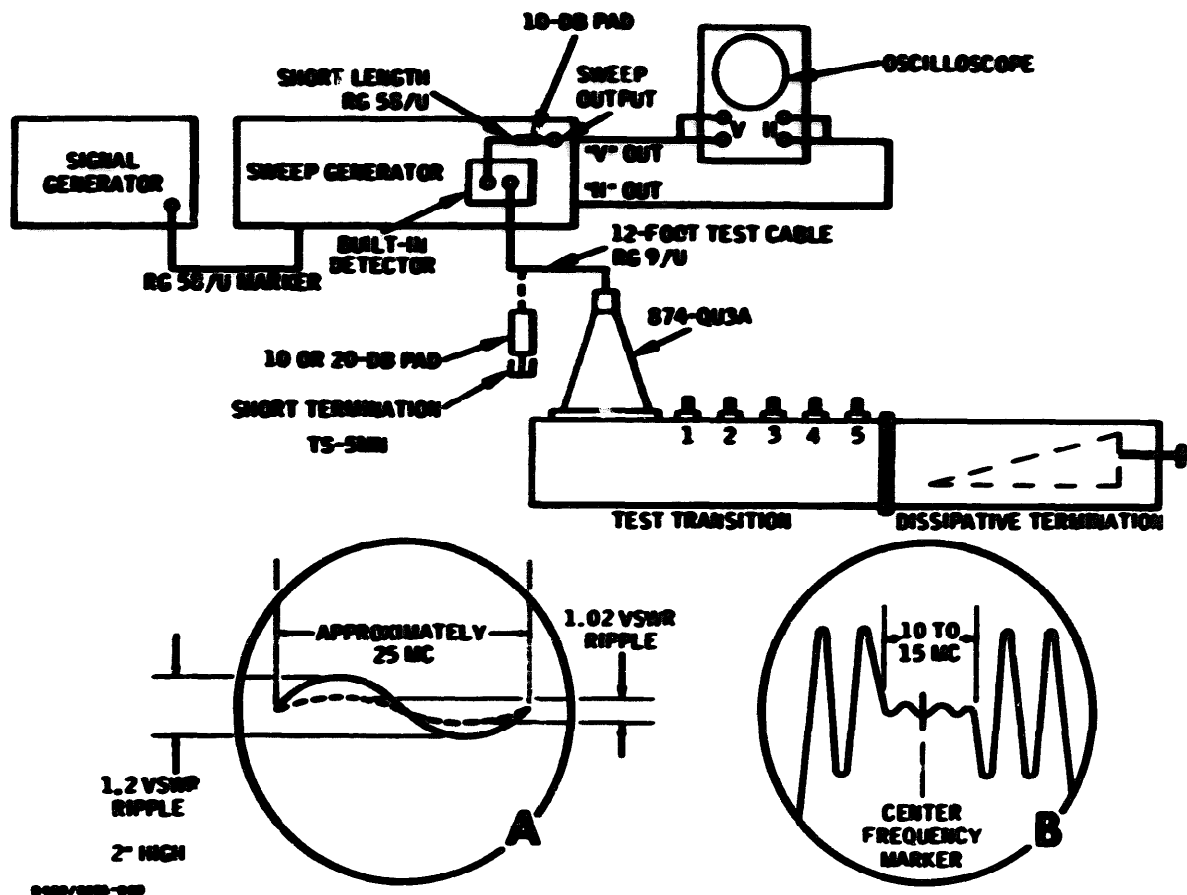 10-DB PAD
SHORT LENGTH
RG 58/U
SWEEP
OUTPUT
OSCILLOSCOPE
V H
SIGNAL
GENERATOR
SWEEP GENERATOR
"V" OUT
"H" OUT
BUILT-IN
DETECTOR
12-FOOT TEST CABLE
RG 9/U
RG 58/U MARKER
874-QU3A
10 OR 20-DB PAD
SHORT TERMINATION
TS-5MN
1 2 3 4 5
TEST TRANSITION
DISSIPATIVE TERMINATION
APPROXIMATELY
25 MC
1.02 VSWR
RIPPLE
1.2 VSWR
RIPPLE
2" HIGH
A
10 TO
15 MC
CENTER
FREQUENCY
MARKER
B